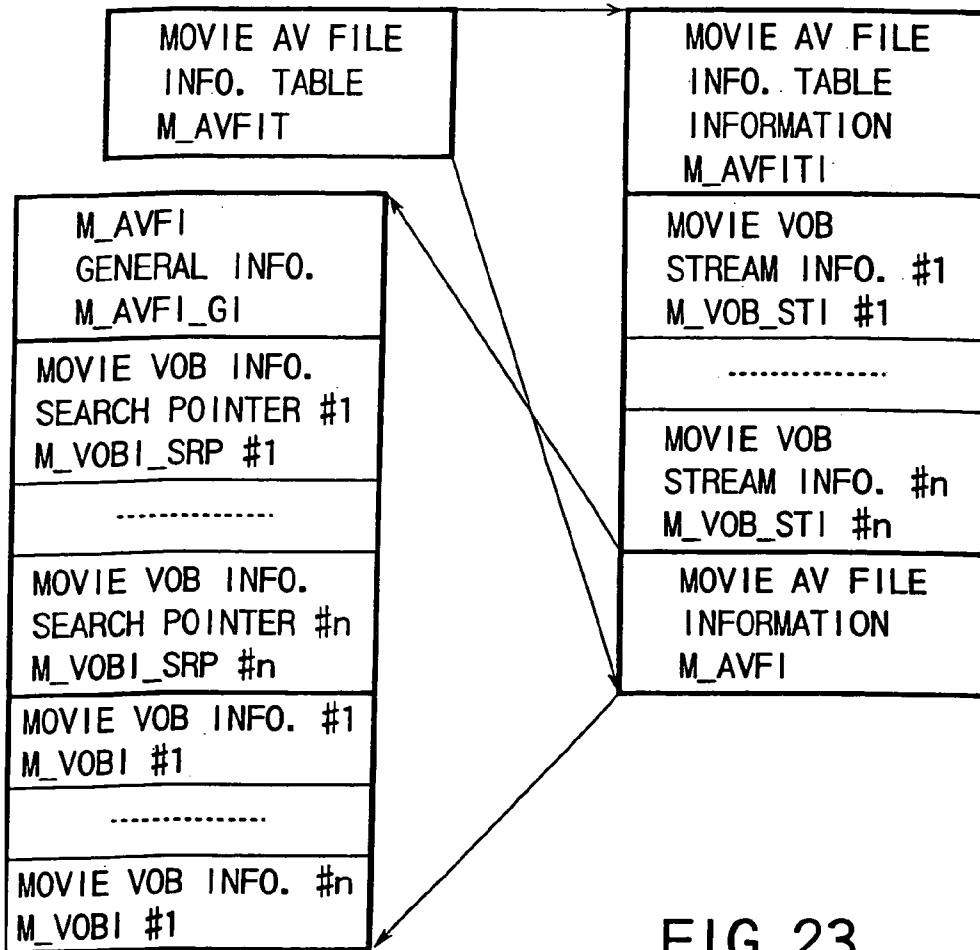 MOVIE AV FILE
INFO. TABLE
M_AVFIT
MOVIE AV FILE
INFO. TABLE
INFORMATION
M_AVFITI
MOVIE VOB
STREAM INFO. #1
M_VOB_STI #1
MOVIE VOB
STREAM INFO. #n
M_VOB_STI #n
MOVIE AV FILE
INFORMATION
M_AVFI
M_AVFI
GENERAL INFO.
M_AVFI_GI
MOVIE VOB INFO.
SEARCH POINTER #1
M_VOBI_SRP #1
MOVIE VOB INFO.
SEARCH POINTER #n
M_VOBI_SRP #n
MOVIE VOB INFO. #1
M_VOBI #1
MOVIE VOB INFO. #n
M_VOBI #1
FIG. 23